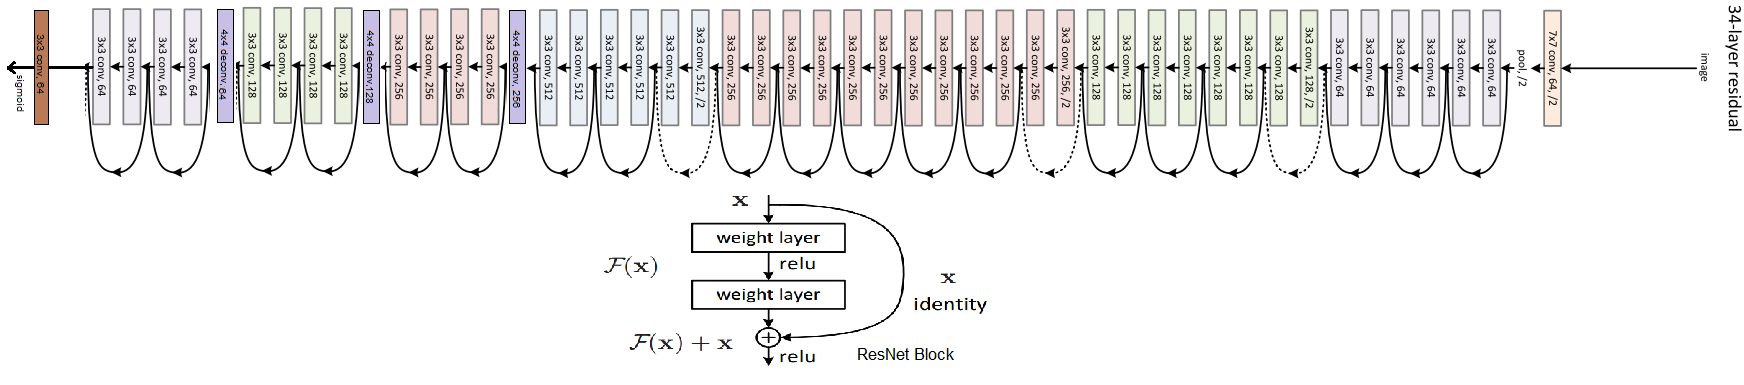 34-layer residual
image
7x7 conv, 64, /2
pool, /2
3x3 conv, 64
3x3 conv, 64
3x3 conv, 64
3x3 conv, 64
3x3 conv, 64
3x3 conv, 64
3x3 conv, 128, /2
3x3 conv, 128
3x3 conv, 128
3x3 conv, 128
3x3 conv, 128
3x3 conv, 128
3x3 conv, 128
3x3 conv, 128
3x3 conv, 256, /2
3x3 conv, 256
3x3 conv, 256
3x3 conv, 256
3x3 conv, 256
3x3 conv, 256
3x3 conv, 256
3x3 conv, 256
3x3 conv, 256
3x3 conv, 256
3x3 conv, 256
3x3 conv, 256
3x3 conv, 512, /2
3x3 conv, 512
3x3 conv, 512
3x3 conv, 512
3x3 conv, 512
3x3 conv, 512
4x4 deconv, 256
3x3 conv, 256
3x3 conv, 256
3x3 conv, 256
3x3 conv, 256
4x4 deconv,128
3x3 conv, 128
3x3 conv, 128
3x3 conv, 128
3x3 conv, 128
4x4 deconv, 64
3x3 conv, 64
3x3 conv, 64
3x3 conv, 64
3x3 conv, 64
3x3 conv, 64
sigmoid
x
weight layer
F(x)
relu
x
identity
weight layer
F(x) + x
+
relu
ResNet Block